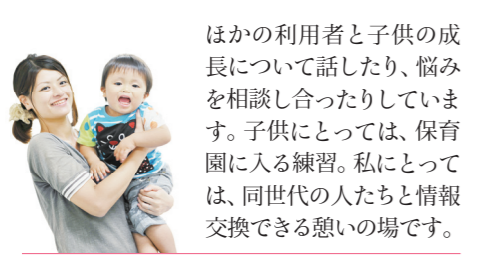 ほかの利用者と子供の成
長について話したり、悩み
を相談し合ったりしていま
す。子供にとっては、保育
園に入る練習。私にとって
は、同世代の人たちと情報
交換できる憩いの場です。